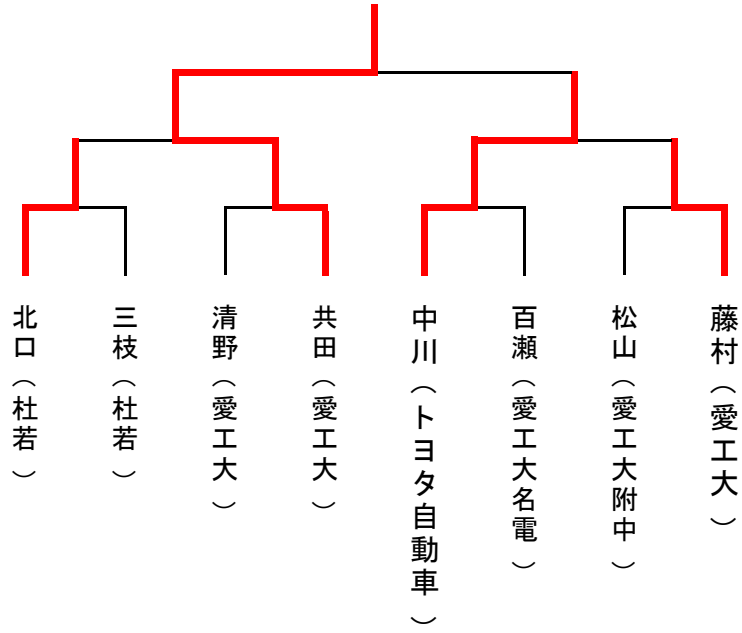 北口（杜若）
三枝（杜若）
清野（愛工大）
共田（愛工大）
中川（トヨタ自動車）
百瀬（愛工大名電）
松山（愛工大附中）
藤村（愛工大）